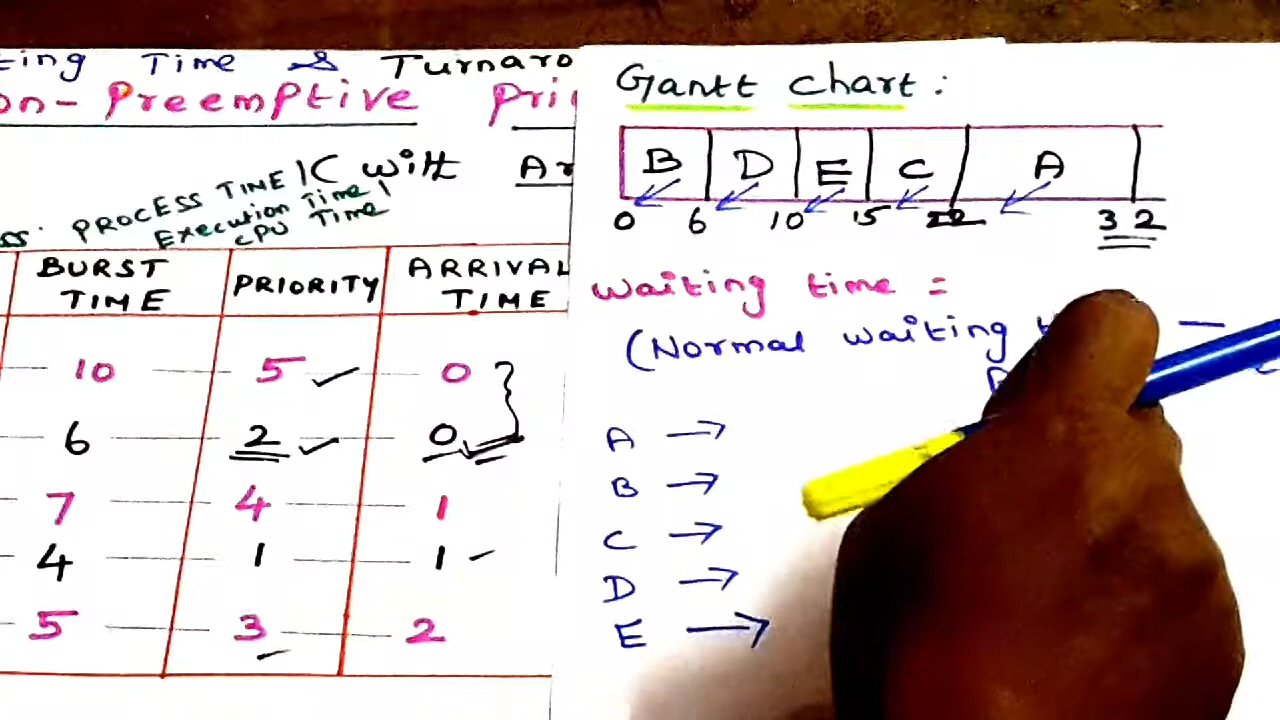 ting Time & Turnaro
on-Preemptive Pri
IC with Ar
ss. PROCESS TIME
Execution Time |
CPU Time
BURST TIME PRIORITY ARRIVAL TIME
10 5 0
6 2 0
7 4 1
4 1 1
5 3 2
Gantt chart:
B D E C A
0 6 10 15 22 32
Waiting time =
(Normal waiting t —
A →
B →
C →
D →
E →